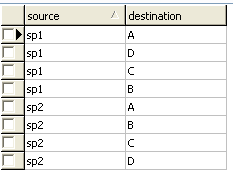 source destination
sp1 A
sp1 D
sp1 C
sp1 B
sp2 A
sp2 B
sp2 C
sp2 D